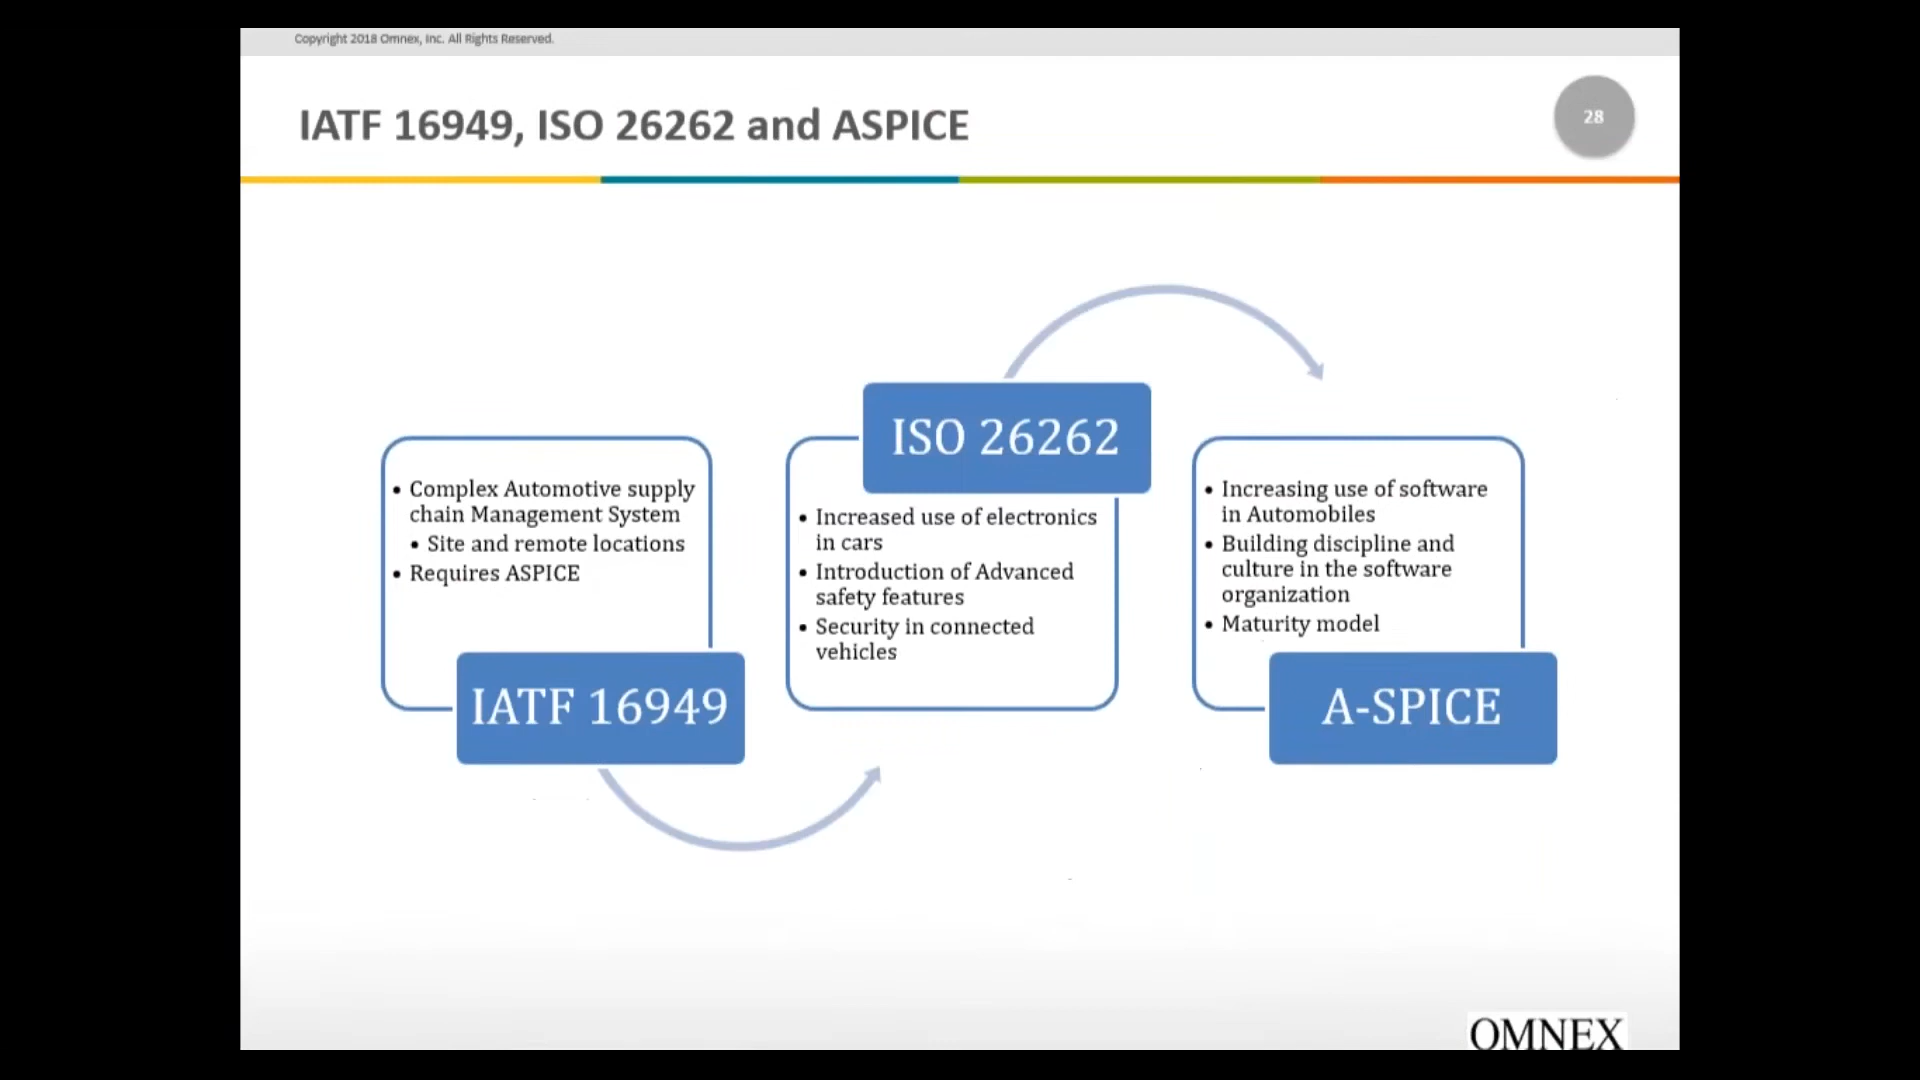 Copyright 2018 Omnex, Inc. All Rights Reserved.
IATF 16949, ISO 26262 and ASPICE
28
• Complex Automotive supply
chain Management System
• Site and remote locations
• Requires ASPICE
IATF 16949
ISO 26262
• Increased use of electronics
in cars
• Introduction of Advanced
safety features
• Security in connected
vehicles
• Increasing use of software
in Automobiles
• Building discipline and
culture in the software
organization
• Maturity model
A-SPICE
OMNEX